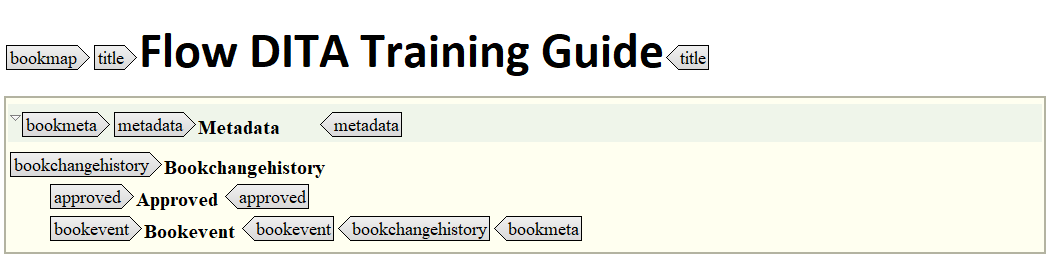 bookmap title Flow DITA Training Guide title
bookmeta metadata Metadata metadata
bookchangehistory Bookchangehistory
approved Approved approved
bookevent Bookevent bookevent bookchangehistory bookmeta